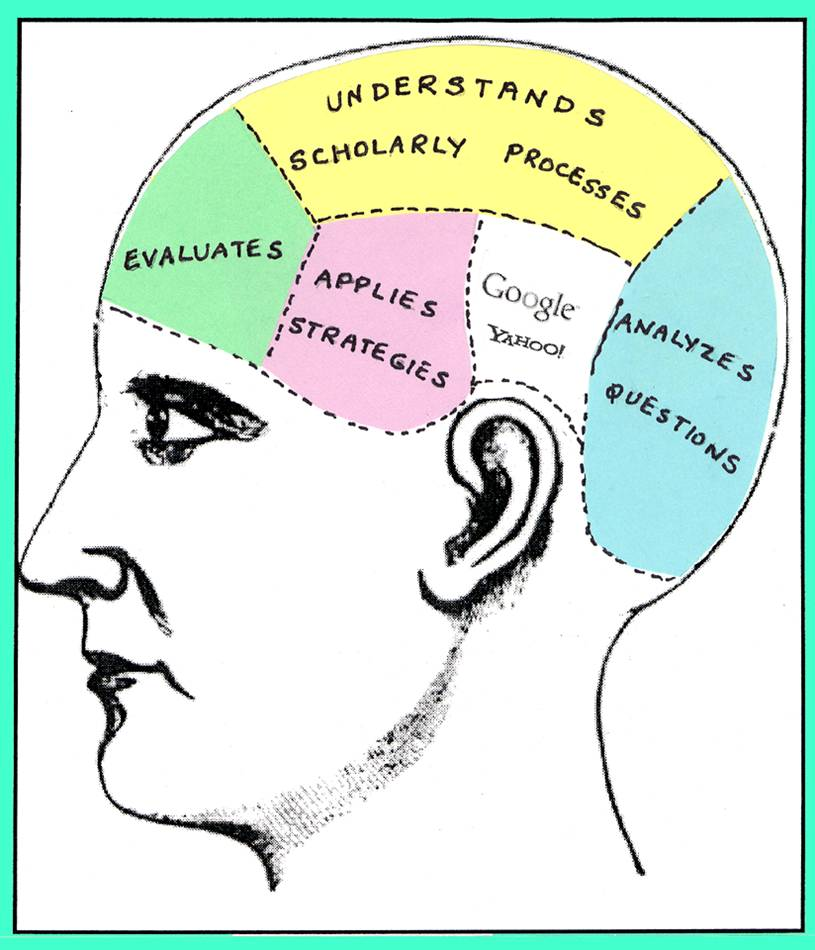 UNDERSTANDS
SCHOLARLY PROCESSES
EVALUATES
APPLIES
STRATEGIES
Google
YAHOO!
ANALYZES
QUESTIONS